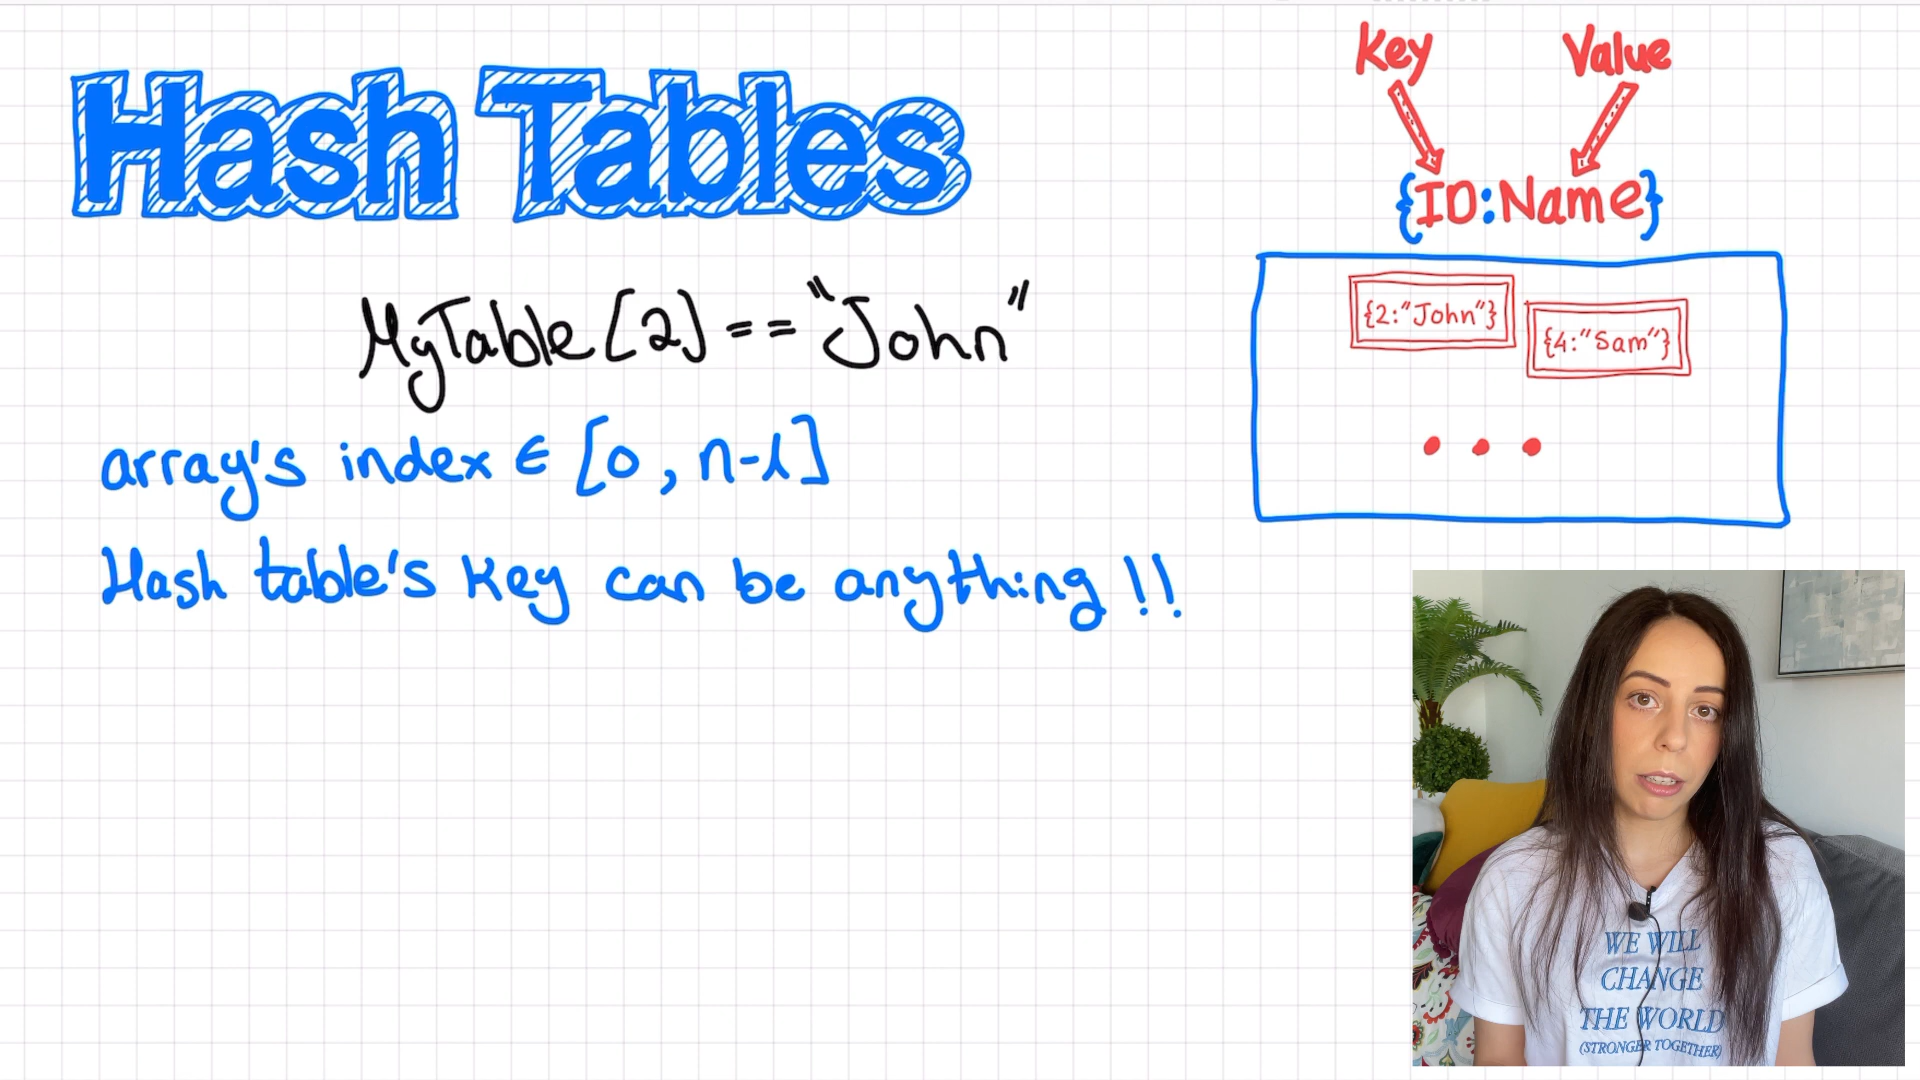 Hash Tables
Key Value
{ID:Name}
MyTable[2] == "John"
{2:"John"}
{4:"Sam"}
array's index ∈ [0, n-1]
Hash table's key can be anything!!
WE WILL
CHANGE
THE WORLD
(STRONGER TOGETHER)